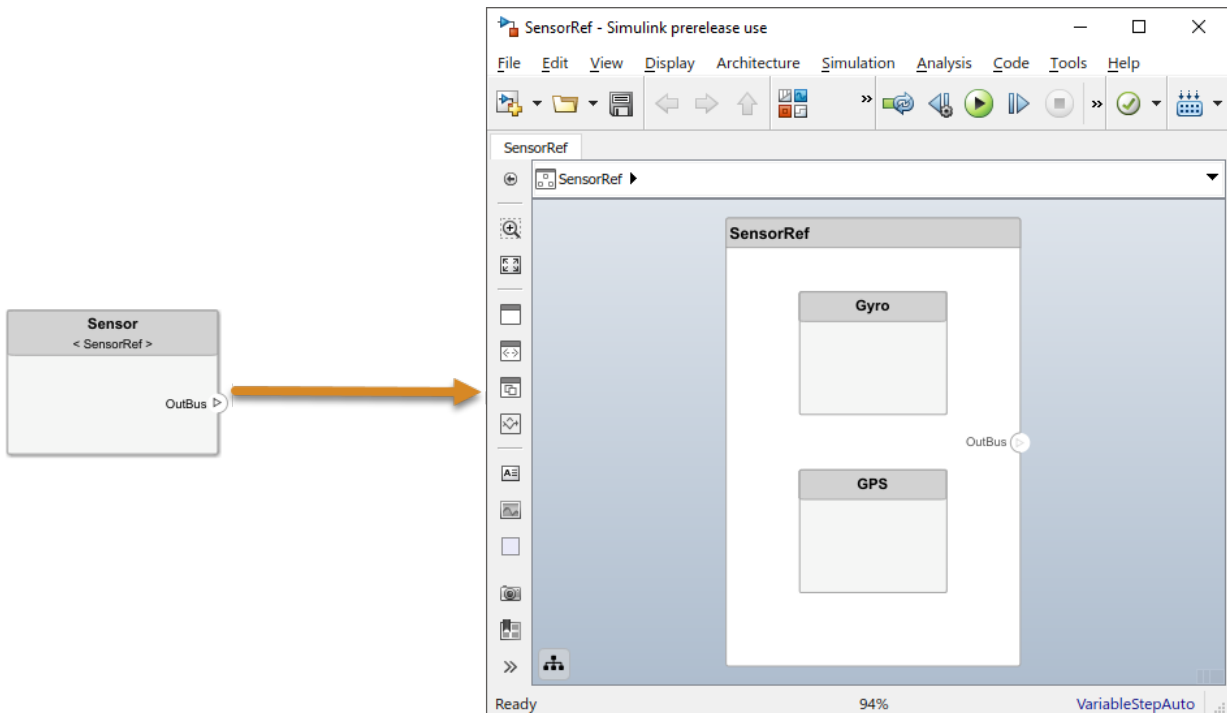 SensorRef - Simulink prerelease use
File Edit View Display Architecture Simulation Analysis Code Tools Help
SensorRef
SensorRef
SensorRef
Gyro
OutBus
GPS
Sensor
< SensorRef >
OutBus
Ready 94% VariableStepAuto